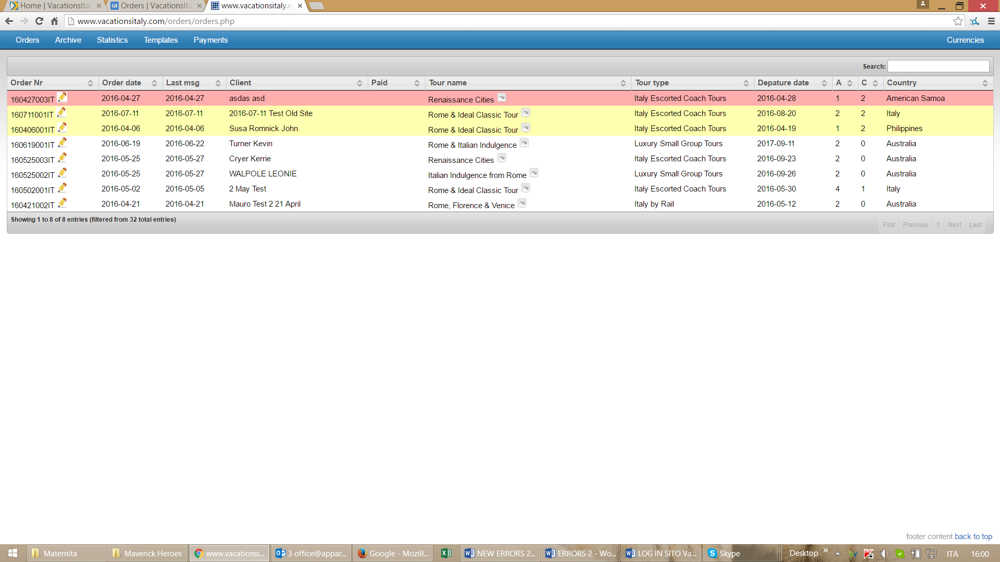 Home | VacationsItal
Orders | VacationsIta
www.vacationsitaly.co
www.vacationsitaly.com/orders/orders.php
Orders Archive Statistics Templates Payments Currencies
Search:
Order Nr Order date Last msg Client Paid Tour name Tour type Depature date A C Country
160427003IT 2016-04-27 2016-04-27 asdas asd Renaissance Cities Italy Escorted Coach Tours 2016-04-28 1 2 American Samoa
160711001IT 2016-07-11 2016-07-11 2016-07-11 Test Old Site Rome & Ideal Classic Tour Italy Escorted Coach Tours 2016-08-20 2 2 Italy
160406001IT 2016-04-06 2016-04-06 Susa Romnick John Rome & Ideal Classic Tour Italy Escorted Coach Tours 2016-04-19 1 2 Philippines
160619001IT 2016-06-19 2016-06-22 Turner Kevin Rome & Italian Indulgence Luxury Small Group Tours 2017-09-11 2 0 Australia
160525003IT 2016-05-25 2016-05-27 Cryer Kerrie Renaissance Cities Italy Escorted Coach Tours 2016-09-23 2 0 Australia
160525002IT 2016-05-25 2016-05-27 WALPOLE LEONIE Italian Indulgence from Rome Luxury Small Group Tours 2016-09-26 2 0 Australia
160502001IT 2016-05-02 2016-05-05 2 May Test Rome & Ideal Classic Tour Italy Escorted Coach Tours 2016-05-30 4 1 Italy
160421002IT 2016-04-21 2016-04-21 Mauro Test 2 21 April Rome, Florence & Venice Italy by Rail 2016-05-12 2 0 Australia
Showing 1 to 8 of 8 entries (filtered from 32 total entries)
First Previous 1 Next Last
footer content back to top
Maternita Maverick Heroes www.vacationsi... 3 office@appar... Google - Mozill... NEW ERRORS 2... ERRORS 2 - Wo... LOG IN SITO Va... Skype Desktop ITA 16:00